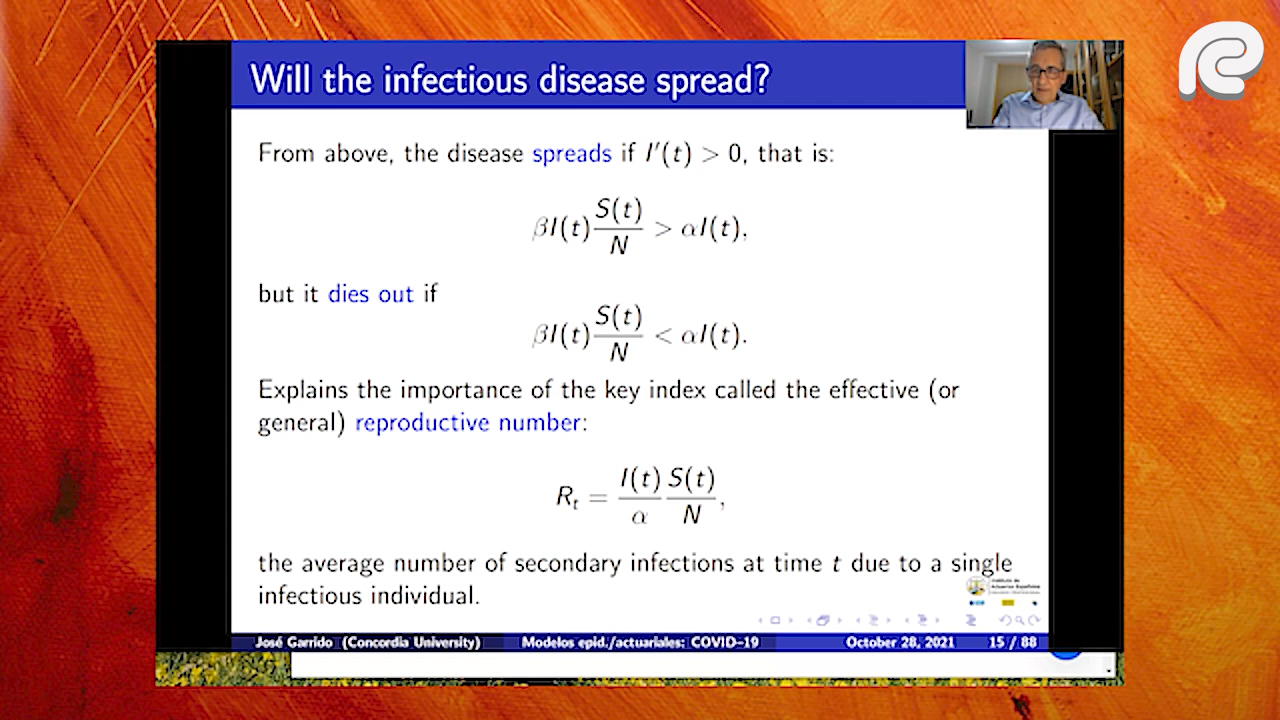 Will the infectious disease spread?
From above, the disease spreads if I′(t) > 0, that is:
βI(t) S(t)/N > αI(t),
but it dies out if
βI(t) S(t)/N < αI(t).
Explains the importance of the key index called the effective (or
general) reproductive number:
R_t = I(t)/α S(t)/N,
the average number of secondary infections at time t due to a single
infectious individual.
José Garrido (Concordia University) Modelos epid./actuariales: COVID–19 October 28, 2021 15 / 88